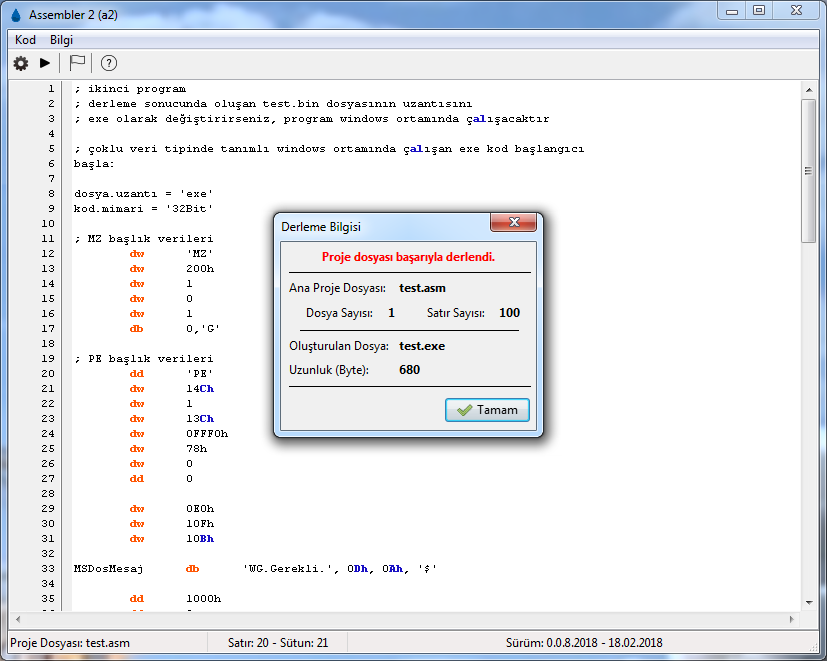 Assembler 2 (a2)
Kod Bilgi
1 ; ikinci program
2 ; derleme sonucunda oluşan test.bin dosyasının uzantısını
3 ; exe olarak değiştirirseniz, program windows ortamında çalışacaktır
4
5 ; çoklu veri tipinde tanımlı windows ortamında çalışan exe kod başlangıcı
6 başla:
7
8 dosya.uzantı = 'exe'
9 kod.mimari = '32Bit'
10
11 ; MZ başlık verileri
12 dw 'MZ'
13 dw 200h
14 dw 1
15 dw 0
16 dw 1
17 db 0,'G'
18
19 ; PE başlık verileri
20 dd 'PE'
21 dw 14Ch
22 dw 1
23 dw 13Ch
24 dw 0FFF0h
25 dw 78h
26 dw 0
27 dd 0
28
29 dw 0E0h
30 dw 10Fh
31 dw 10Bh
32
33 MSDosMesaj db 'WG.Gerekli.', 0Dh, 0Ah, '$'
34
35 dd 1000h
Derleme Bilgisi
Proje dosyası başarıyla derlendi.
Ana Proje Dosyası: test.asm
Dosya Sayısı: 1 Satır Sayısı: 100
Oluşturulan Dosya: test.exe
Uzunluk (Byte): 680
Tamam
Proje Dosyası: test.asm Satır: 20 - Sütun: 21 Sürüm: 0.0.8.2018 - 18.02.2018